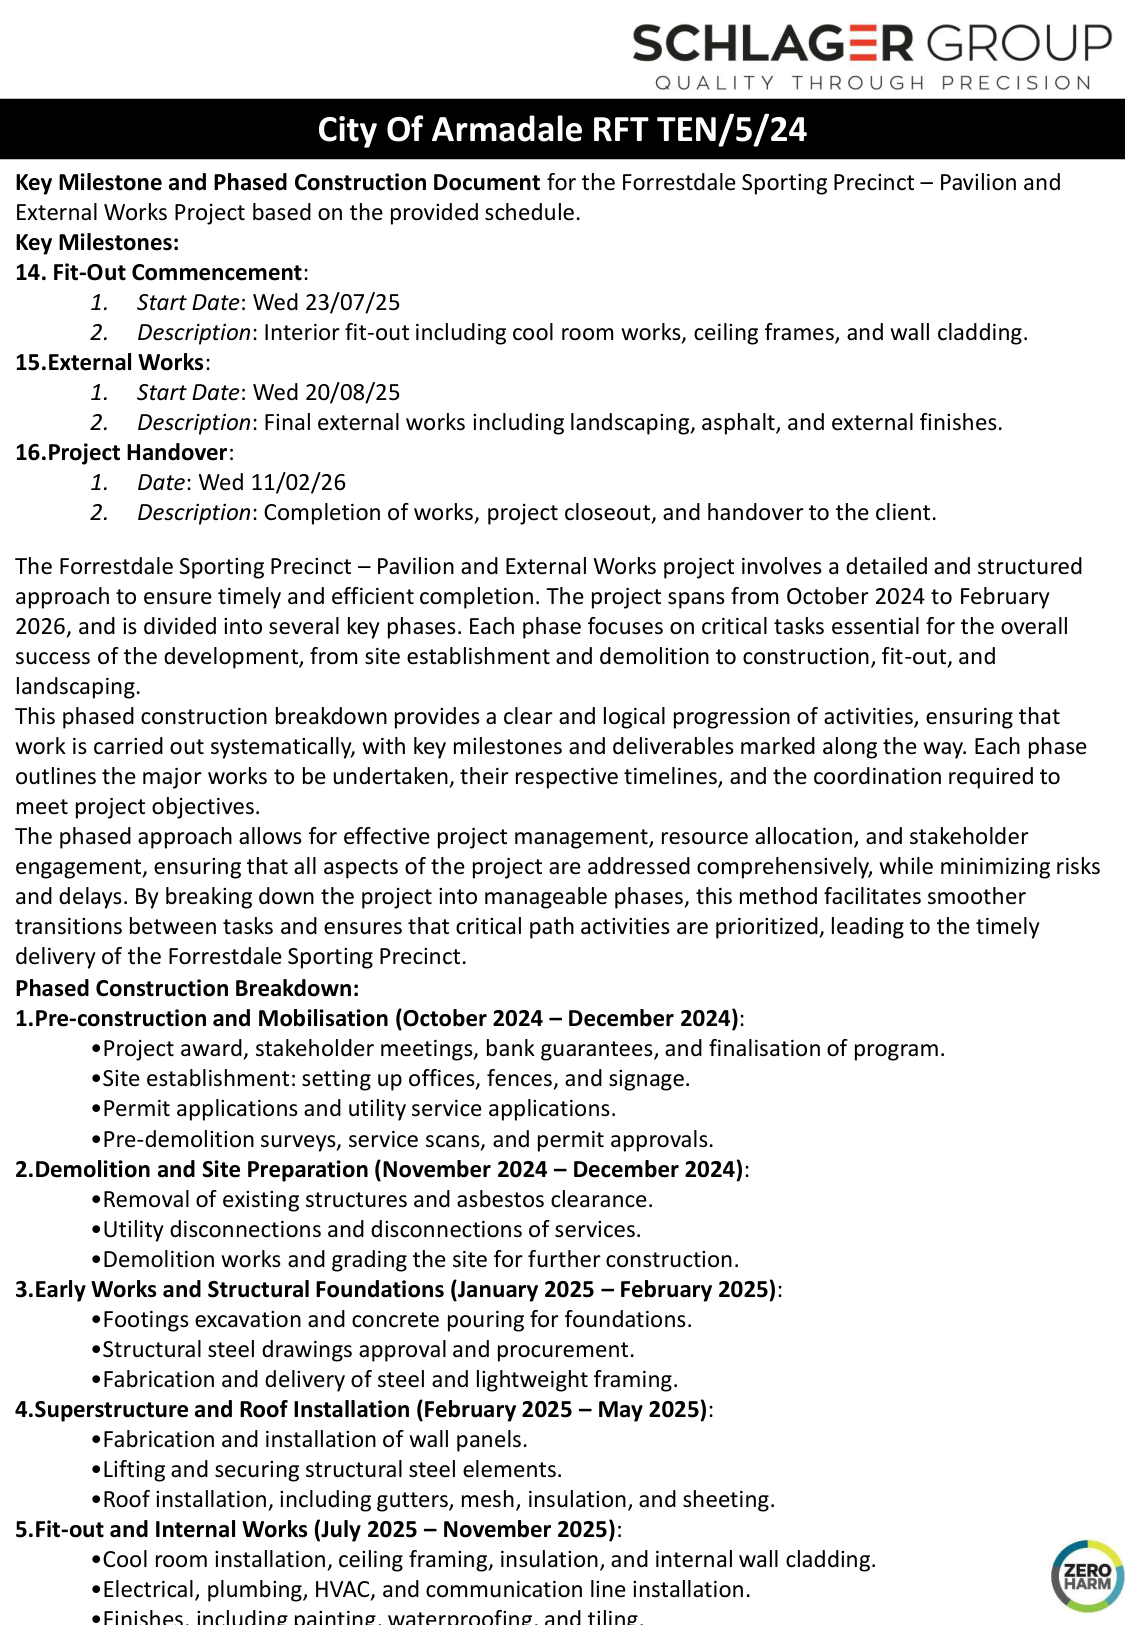 SCHLAGER GROUP
QUALITY THROUGH PRECISION
City Of Armadale RFT TEN/5/24
Key Milestone and Phased Construction Document for the Forrestdale Sporting Precinct – Pavilion and
External Works Project based on the provided schedule.
Key Milestones:
14. Fit-Out Commencement:
1. Start Date: Wed 23/07/25
2. Description: Interior fit-out including cool room works, ceiling frames, and wall cladding.
15.External Works:
1. Start Date: Wed 20/08/25
2. Description: Final external works including landscaping, asphalt, and external finishes.
16.Project Handover:
1. Date: Wed 11/02/26
2. Description: Completion of works, project closeout, and handover to the client.
The Forrestdale Sporting Precinct – Pavilion and External Works project involves a detailed and structured
approach to ensure timely and efficient completion. The project spans from October 2024 to February
2026, and is divided into several key phases. Each phase focuses on critical tasks essential for the overall
success of the development, from site establishment and demolition to construction, fit-out, and
landscaping.
This phased construction breakdown provides a clear and logical progression of activities, ensuring that
work is carried out systematically, with key milestones and deliverables marked along the way. Each phase
outlines the major works to be undertaken, their respective timelines, and the coordination required to
meet project objectives.
The phased approach allows for effective project management, resource allocation, and stakeholder
engagement, ensuring that all aspects of the project are addressed comprehensively, while minimizing risks
and delays. By breaking down the project into manageable phases, this method facilitates smoother
transitions between tasks and ensures that critical path activities are prioritized, leading to the timely
delivery of the Forrestdale Sporting Precinct.
Phased Construction Breakdown:
1.Pre-construction and Mobilisation (October 2024 – December 2024):
•Project award, stakeholder meetings, bank guarantees, and finalisation of program.
•Site establishment: setting up offices, fences, and signage.
•Permit applications and utility service applications.
•Pre-demolition surveys, service scans, and permit approvals.
2.Demolition and Site Preparation (November 2024 – December 2024):
•Removal of existing structures and asbestos clearance.
•Utility disconnections and disconnections of services.
•Demolition works and grading the site for further construction.
3.Early Works and Structural Foundations (January 2025 – February 2025):
•Footings excavation and concrete pouring for foundations.
•Structural steel drawings approval and procurement.
•Fabrication and delivery of steel and lightweight framing.
4.Superstructure and Roof Installation (February 2025 – May 2025):
•Fabrication and installation of wall panels.
•Lifting and securing structural steel elements.
•Roof installation, including gutters, mesh, insulation, and sheeting.
5.Fit-out and Internal Works (July 2025 – November 2025):
•Cool room installation, ceiling framing, insulation, and internal wall cladding.
•Electrical, plumbing, HVAC, and communication line installation.
•Finishes, including painting, waterproofing, and tiling.
ZERO
HARM